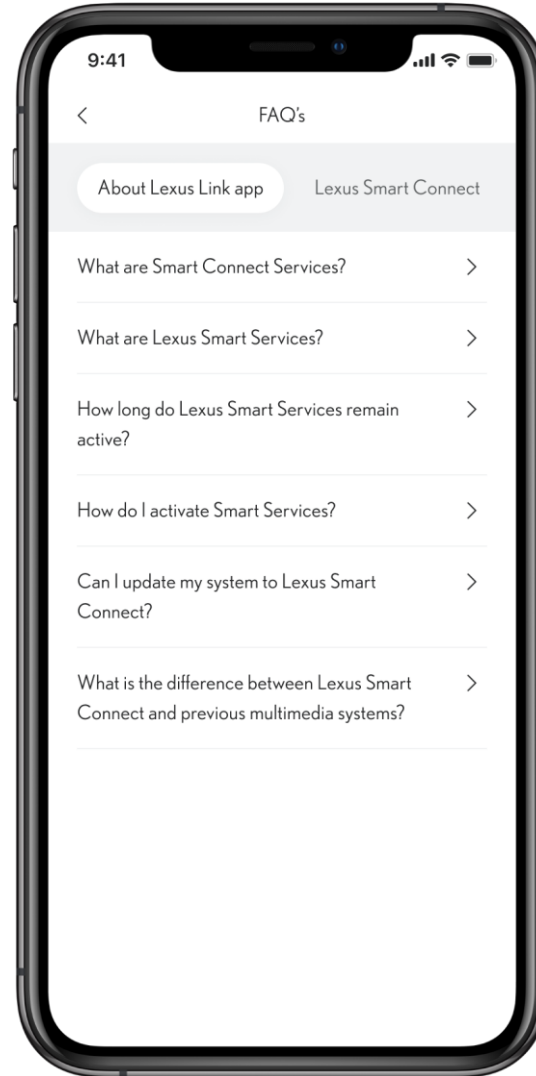 9:41
FAQ's
About Lexus Link app
Lexus Smart Connect
What are Smart Connect Services?
What are Lexus Smart Services?
How long do Lexus Smart Services remain
active?
How do I activate Smart Services?
Can I update my system to Lexus Smart
Connect?
What is the difference between Lexus Smart
Connect and previous multimedia systems?